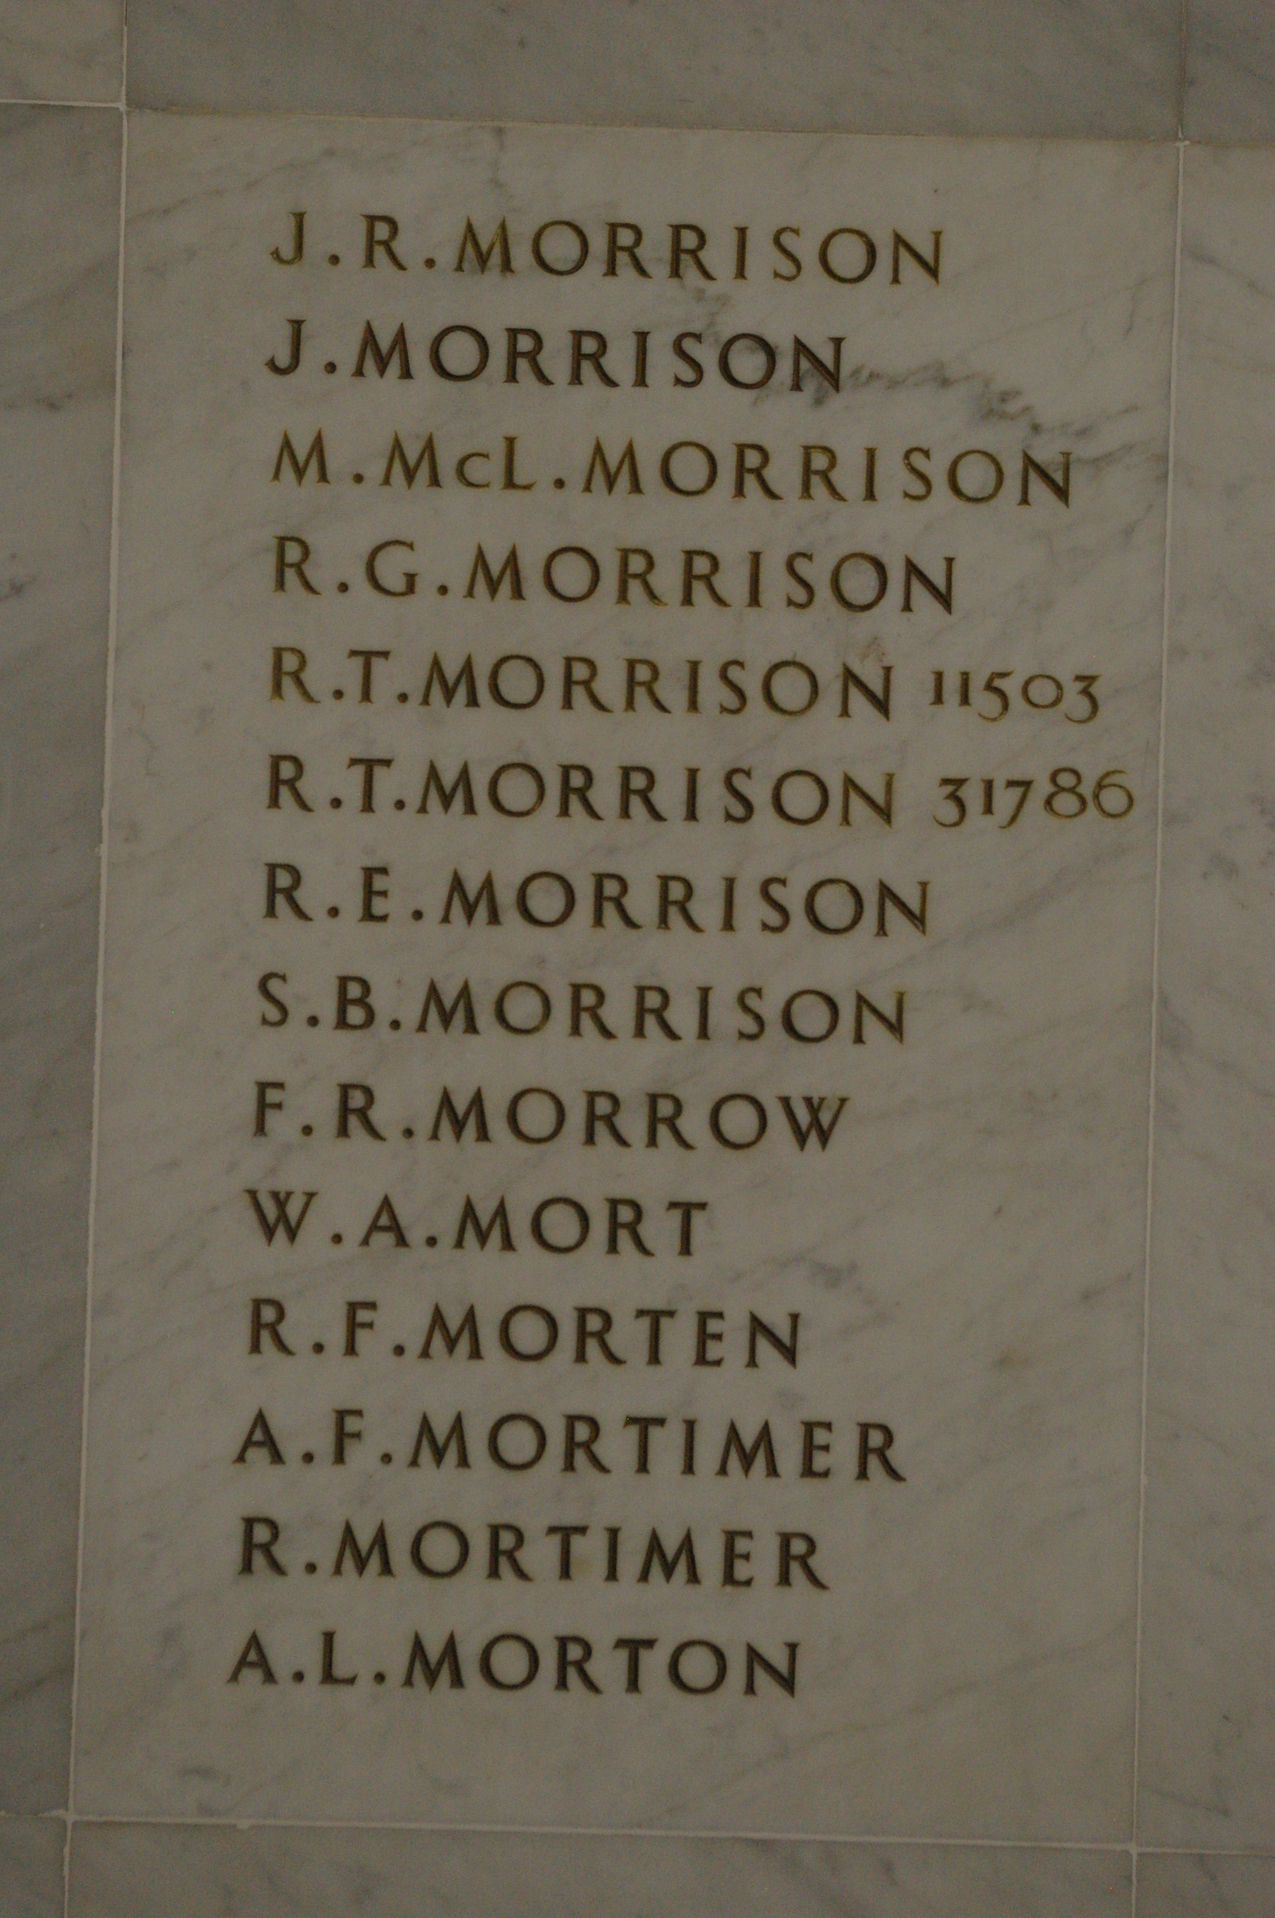 J.R.MORRISON
J.MORRISON
M.McL.MORRISON
R.G.MORRISON
R.T.MORRISON 11503
R.T.MORRISON 31786
R.E.MORRISON
S.B.MORRISON
F.R.MORROW
W.A.MORT
R.F.MORTEN
A.F.MORTIMER
R.MORTIMER
A.L.MORTON